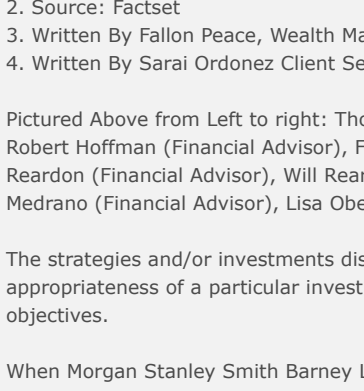 2. Source: Factset
3. Written By Fallon Peace, Wealth
4. Written By Sarai Ordonez Client
Pictured Above from Left to right:
Robert Hoffman (Financial Advisor),
Reardon (Financial Advisor), Will
Medrano (Financial Advisor), Lisa
The strategies and/or investments
appropriateness of a particular
objectives.
When Morgan Stanley Smith Barney